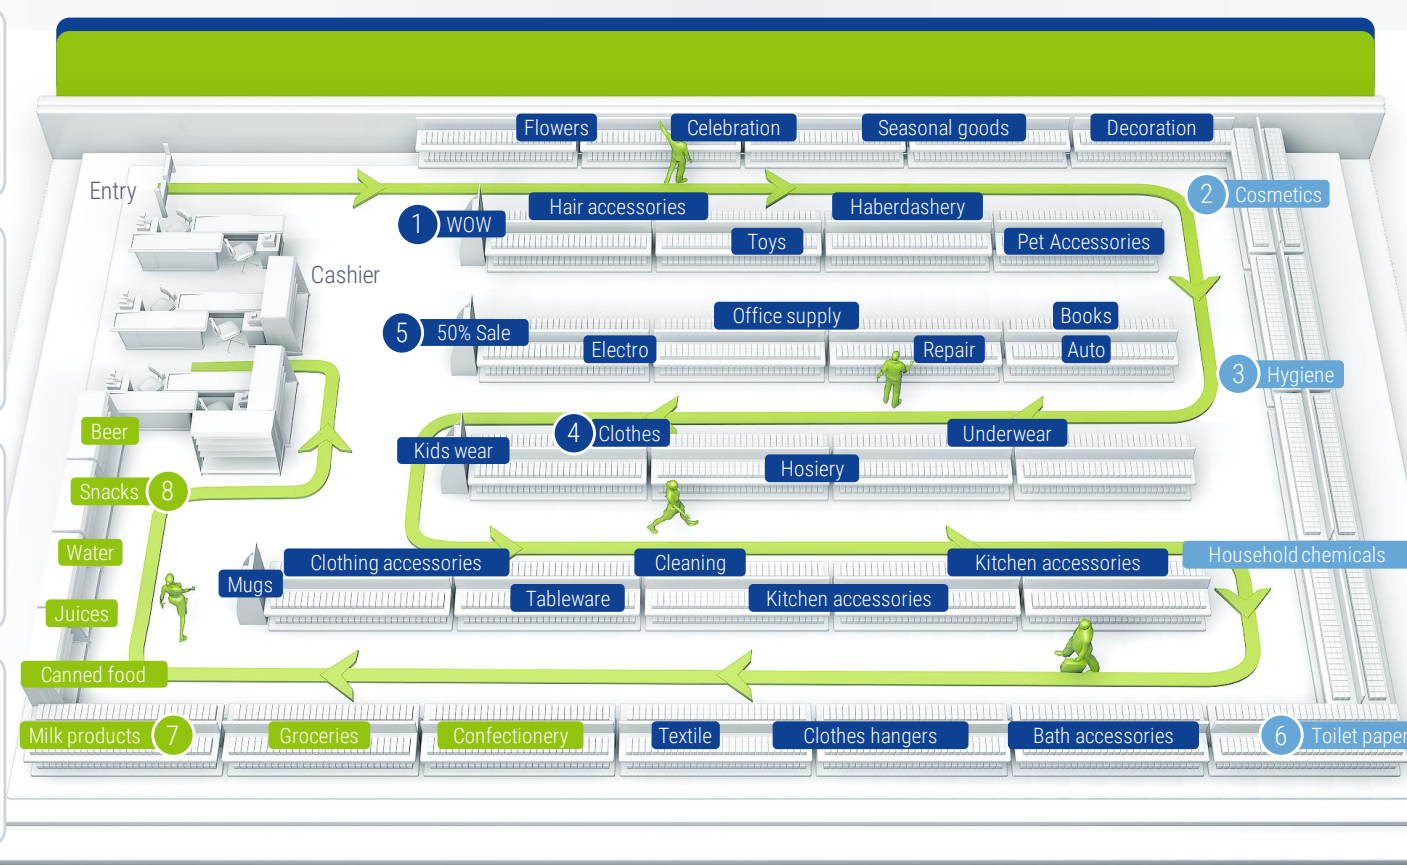 Flowers
Celebration
Seasonal goods
Decoration
Entry
2 Cosmetics
1 WOW
Hair accessories
Haberdashery
Toys
Pet Accessories
Cashier
5 50% Sale
Office supply
Books
Electro
Repair
Auto
3 Hygiene
Beer
Kids wear
4 Clothes
Underwear
Hosiery
Snacks 8
Water
Mugs
Clothing accessories
Cleaning
Kitchen accessories
Household chemicals
Tableware
Kitchen accessories
Juices
Canned food
Milk products 7
Groceries
Confectionery
Textile
Clothes hangers
Bath accessories
6 Toilet paper